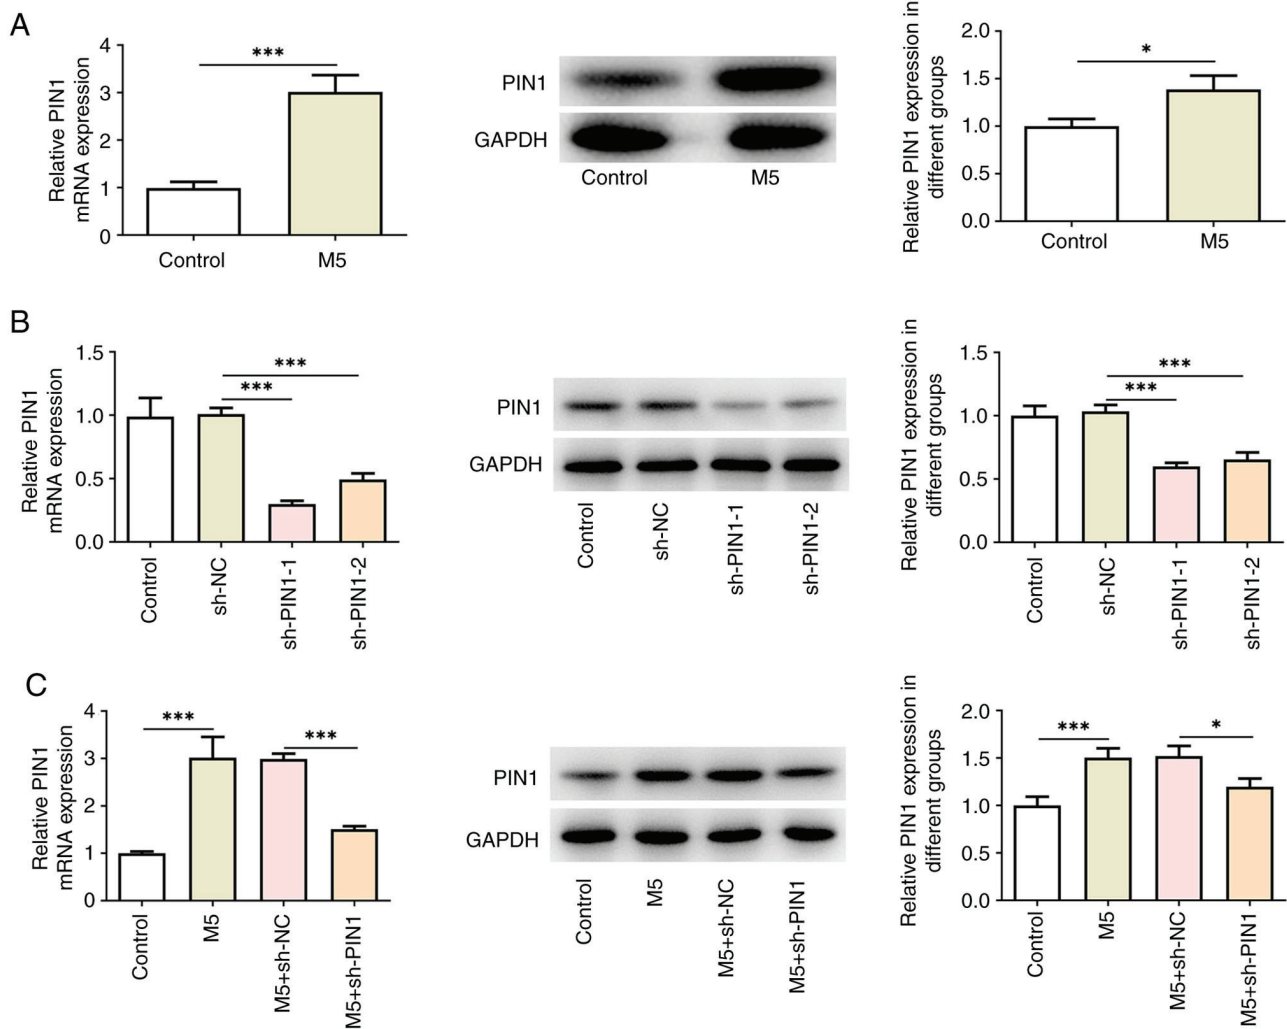 A
Relative PIN1
mRNA expression
4
3
2
1
0
***
Control
M5
PIN1
GAPDH
Control
M5
Relative PIN1 expression in
different groups
2.0
1.5
1.0
0.5
0.0
*
Control
M5
B
Relative PIN1
mRNA expression
1.5
1.0
0.5
0.0
***
***
Control
sh-NC
sh-PIN1-1
sh-PIN1-2
PIN1
GAPDH
Control
sh-NC
sh-PIN1-1
sh-PIN1-2
Relative PIN1 expression in
different groups
1.5
1.0
0.5
0.0
***
***
Control
sh-NC
sh-PIN1-1
sh-PIN1-2
C
Relative PIN1
mRNA expression
4
3
2
1
0
***
***
Control
M5
M5+sh-NC
M5+sh-PIN1
PIN1
GAPDH
Control
M5
M5+sh-NC
M5+sh-PIN1
Relative PIN1 expression in
different groups
2.0
1.5
1.0
0.5
0.0
***
*
Control
M5
M5+sh-NC
M5+sh-PIN1